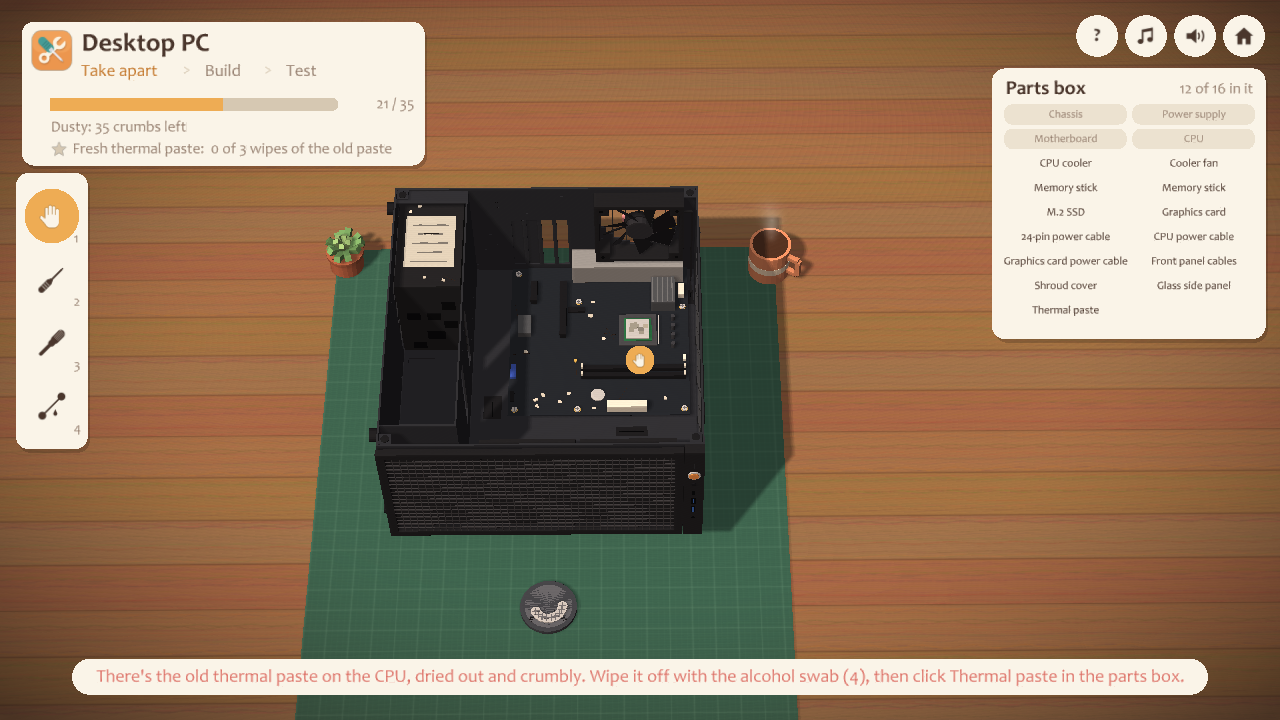 Desktop PC
Take apart > Build > Test
21 / 35
Dusty: 35 crumbs left
Fresh thermal paste: 0 of 3 wipes of the old paste
1
2
3
4
?
Parts box 12 of 16 in it
Chassis Power supply
Motherboard CPU
CPU cooler Cooler fan
Memory stick Memory stick
M.2 SSD Graphics card
24-pin power cable CPU power cable
Graphics card power cable Front panel cables
Shroud cover Glass side panel
Thermal paste
There's the old thermal paste on the CPU, dried out and crumbly. Wipe it off with the alcohol swab (4), then click Thermal paste in the parts box.